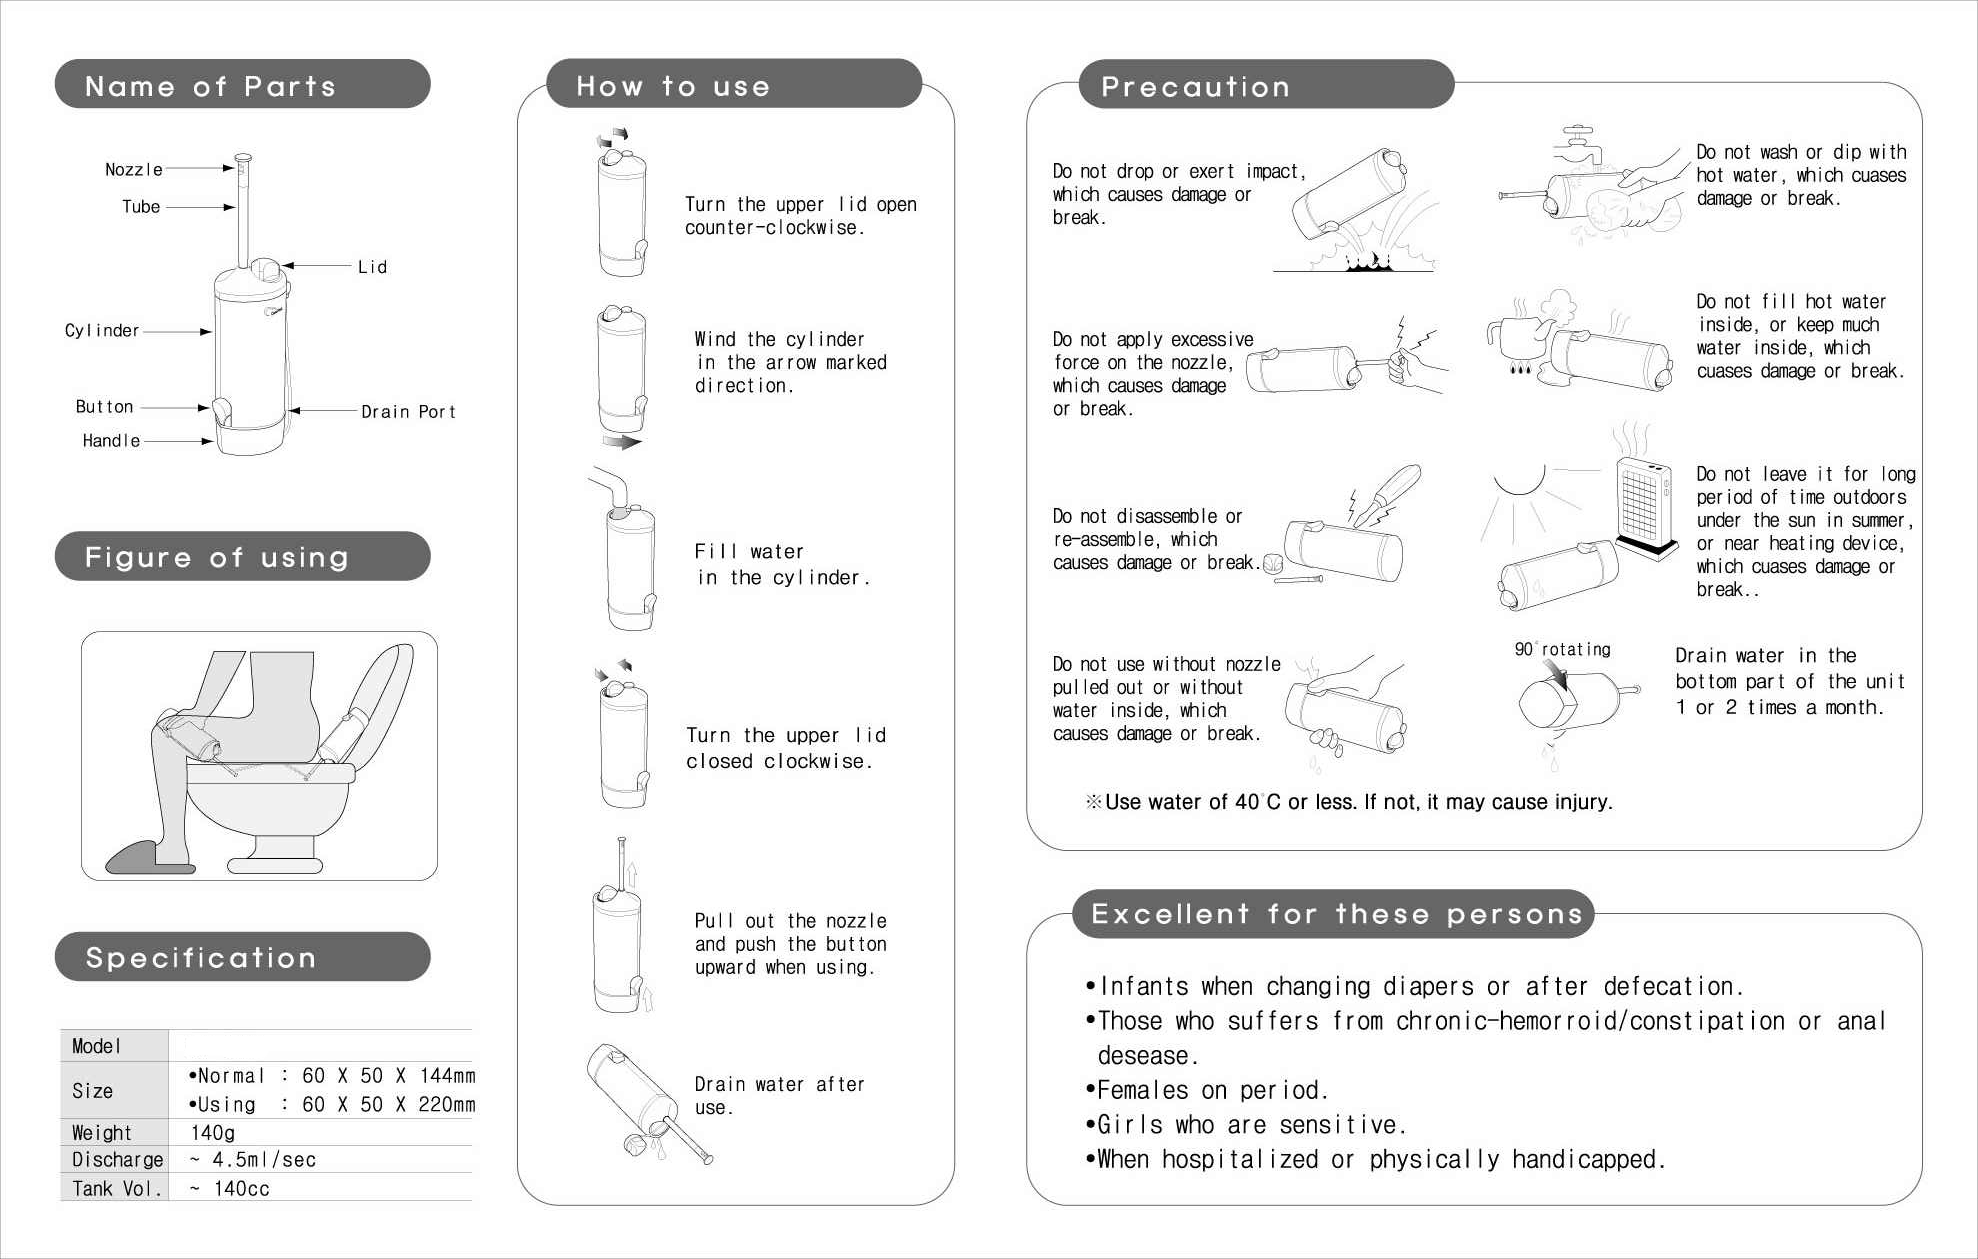 Name of Parts
Nozzle
Tube
Lid
Cylinder
Button
Drain Port
Handle
Figure of using
Specification
Model
Size
•Normal : 60 X 50 X 144mm
•Using : 60 X 50 X 220mm
Weight 140g
Discharge ~ 4.5ml/sec
Tank Vol. ~ 140cc
How to use
Turn the upper lid open
counter-clockwise.
Wind the cylinder
in the arrow marked
direction.
Fill water
in the cylinder.
Turn the upper lid
closed clockwise.
Pull out the nozzle
and push the button
upward when using.
Drain water after
use.
Precaution
Do not drop or exert impact,
which causes damage or
break.
Do not wash or dip with
hot water, which cuases
damage or break.
Do not apply excessive
force on the nozzle,
which causes damage
or break.
Do not fill hot water
inside, or keep much
water inside, which
cuases damage or break.
Do not disassemble or
re-assemble, which
causes damage or break.
Do not leave it for long
period of time outdoors
under the sun in summer,
or near heating device,
which cuases damage or
break..
Do not use without nozzle
pulled out or without
water inside, which
causes damage or break.
90°rotating
Drain water in the
bottom part of the unit
1 or 2 times a month.
※Use water of 40°C or less. If not, it may cause injury.
Excellent for these persons
•Infants when changing diapers or after defecation.
•Those who suffers from chronic-hemorroid/constipation or anal
desease.
•Females on period.
•Girls who are sensitive.
•When hospitalized or physically handicapped.